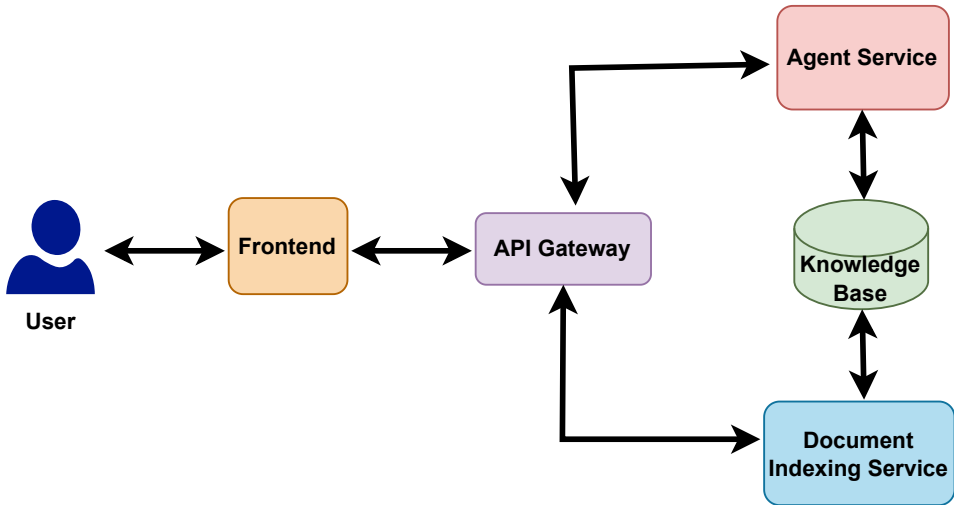 Agent Service
Frontend
API Gateway
Knowledge
Base
User
Document
Indexing Service